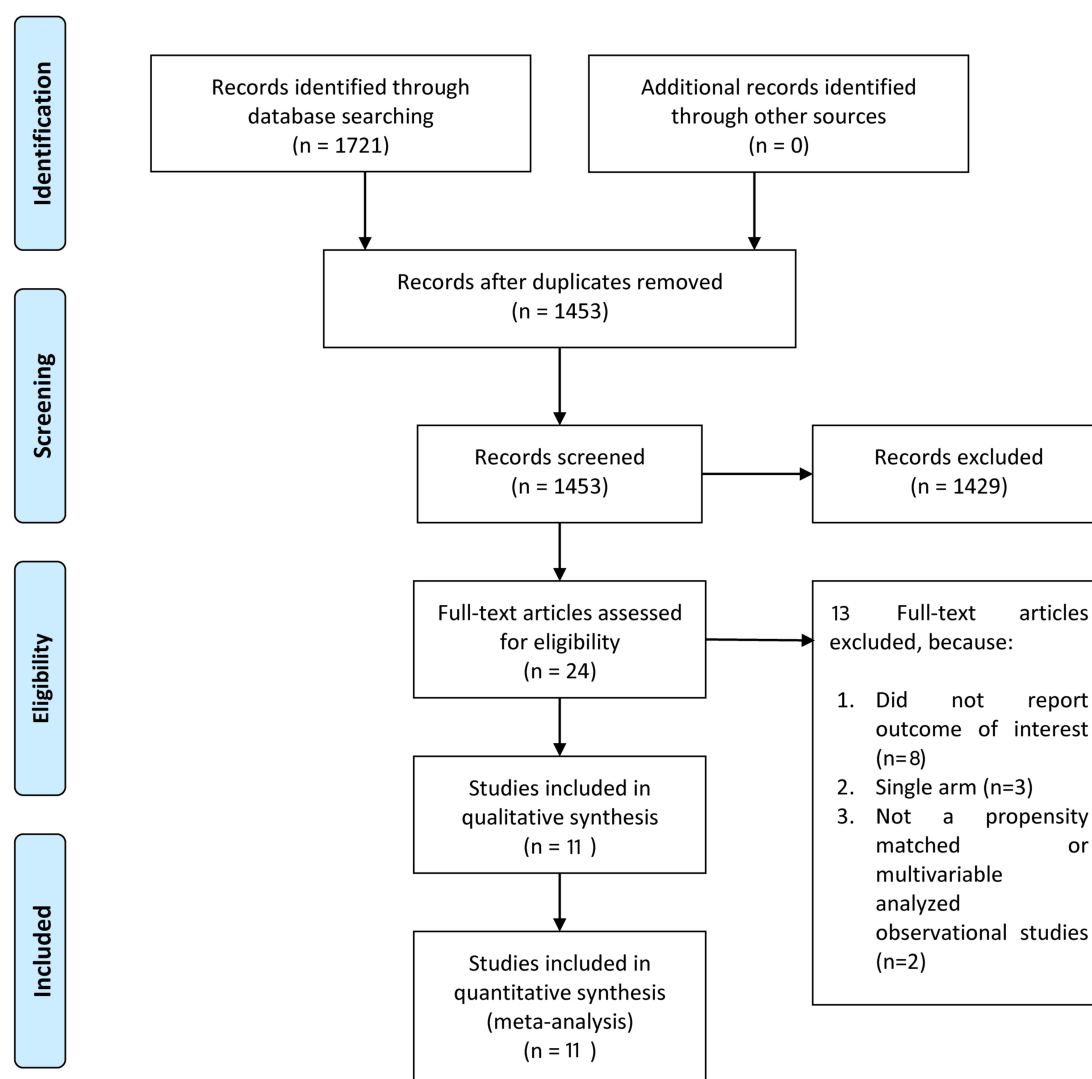 Identification
Records identified through
database searching
(n = 1721)
Additional records identified
through other sources
(n = 0)
Records after duplicates removed
(n = 1453)
Screening
Records screened
(n = 1453)
Records excluded
(n = 1429)
Eligibility
Full-text articles assessed
for eligibility
(n = 24)
13 Full-text articles
excluded, because:
1. Did not report
outcome of interest
(n=8)
2. Single arm (n=3)
3. Not a propensity
matched or
multivariable
analyzed
observational studies
(n=2)
Studies included in
qualitative synthesis
(n = 11 )
Included
Studies included in
quantitative synthesis
(meta-analysis)
(n = 11 )